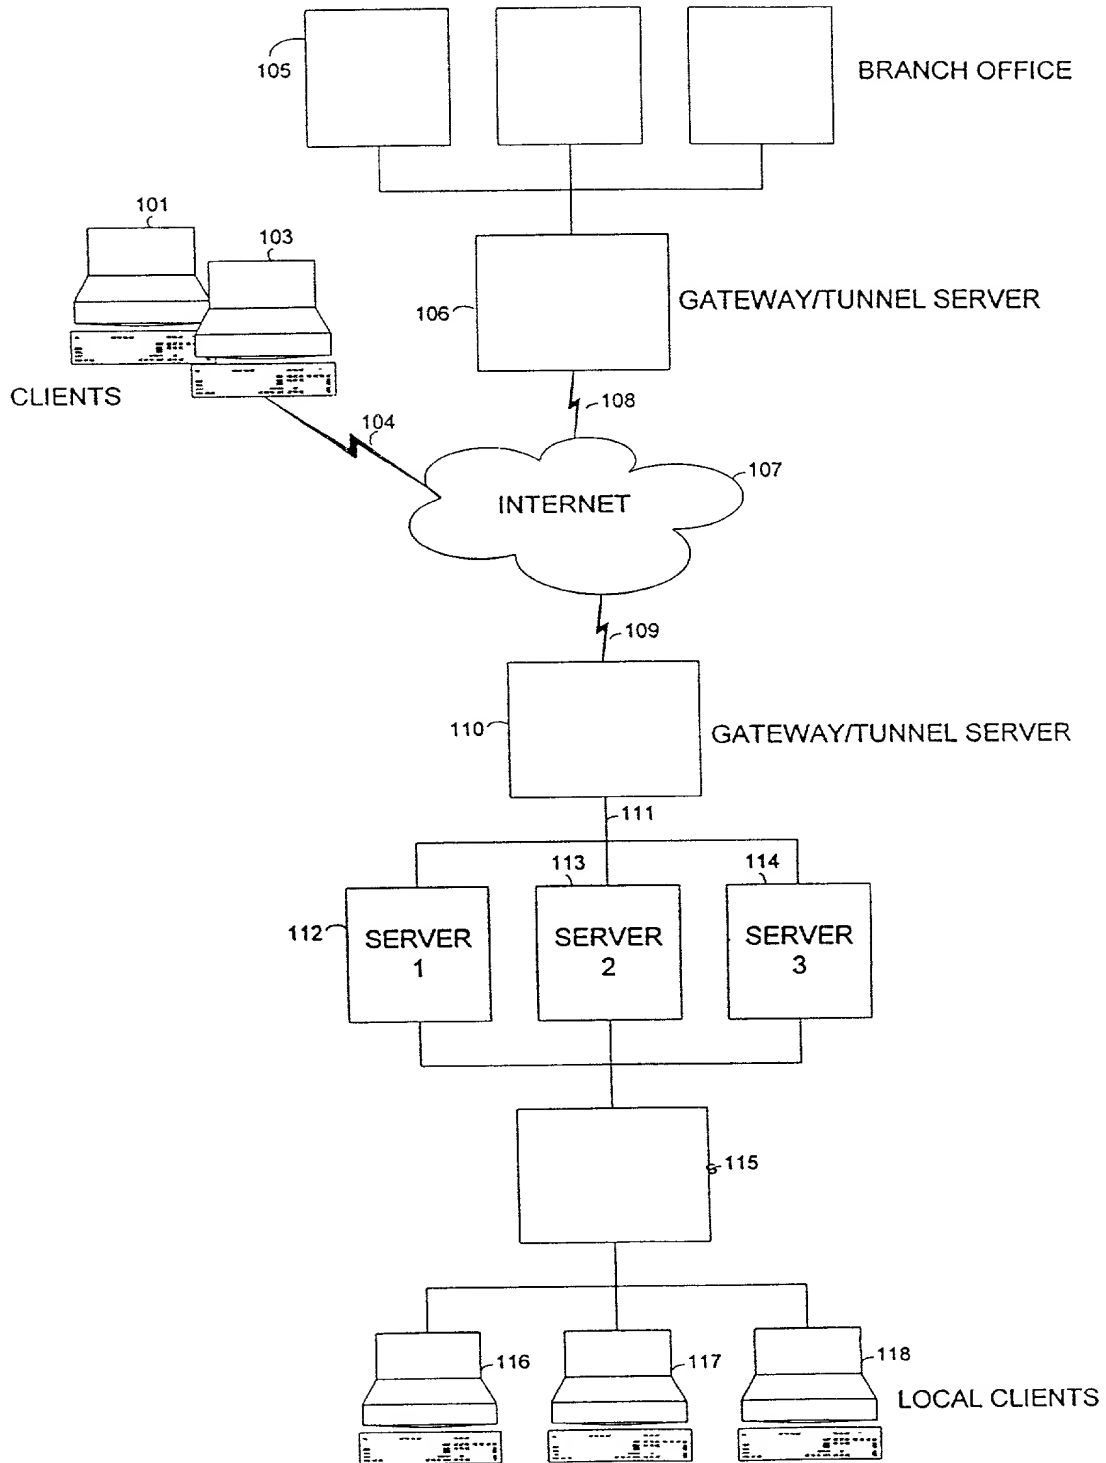 105
BRANCH OFFICE
101
103
106
GATEWAY/TUNNEL SERVER
CLIENTS
108
104
107
INTERNET
109
110
GATEWAY/TUNNEL SERVER
111
113
114
112
SERVER
1
SERVER
2
SERVER
3
115
116
117
118
LOCAL CLIENTS